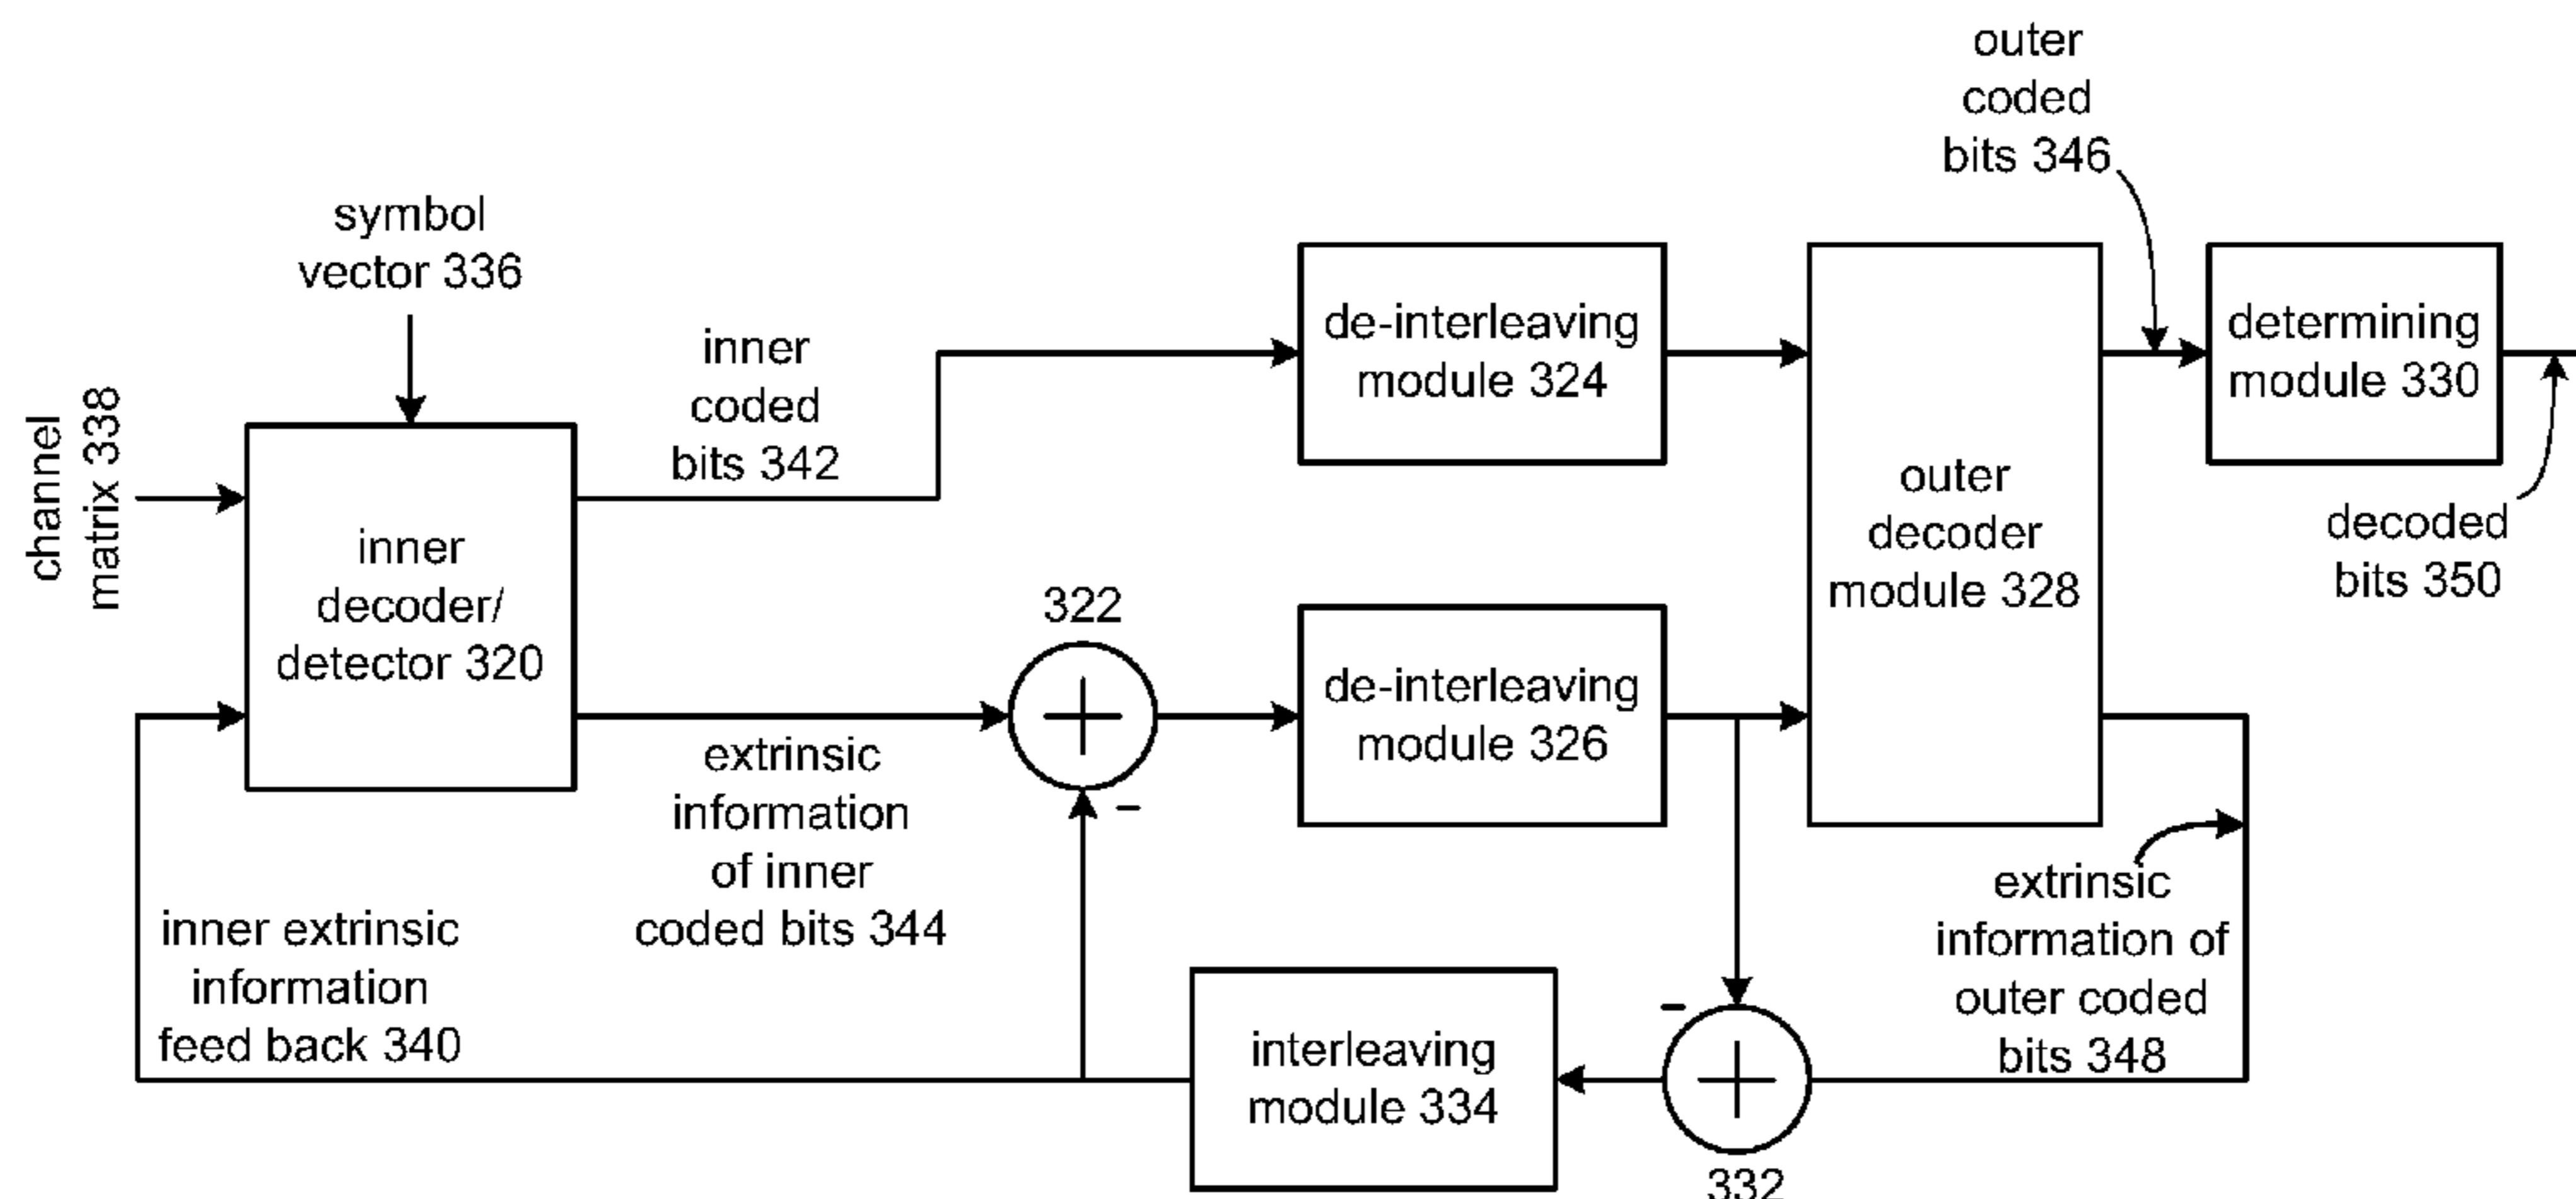 outer
coded
bits 346
symbol
vector 336
channel
matrix 338
inner
coded
bits 342
de-interleaving
module 324
determining
module 330
outer
decoder
module 328
decoded
bits 350
inner
decoder/
detector 320
322
+
-
de-interleaving
module 326
extrinsic
information
of inner
coded bits 344
extrinsic
information of
outer coded
bits 348
inner extrinsic
information
feed back 340
interleaving
module 334
-
+
332